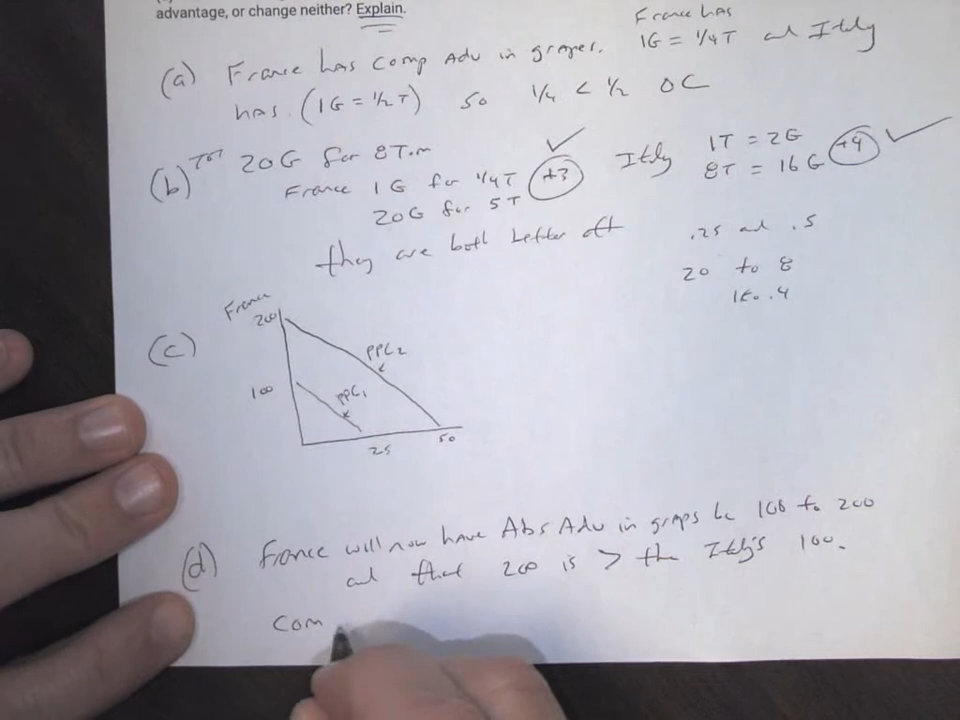 advantage, or change neither? Explain.
France has
1G = 1/4T and Italy
(a) France has Comp Adv in grapes.
has (1G = 1/2 T) so 1/4 < 1/2 OC
(b) ToT 20G for 8T
France 1G for 1/4T +3
20G for 5T
Italy 1T = 2G
8T = 16G +4
they are both better off
.25 and .5
20 to 8
1 to .4
(c) France
200
100
PPC2
PPC1
25
50
(d) France will now have Abs Adv in graps bc 100 to 200
and that 200 is > the Italy's 100.
Com